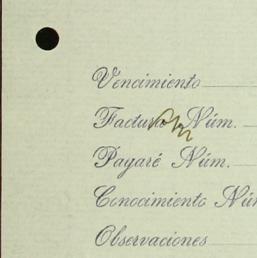 Vencimiento
Factura Núm.
Pagaré Núm.
Conocimiento Núm
Observaciones